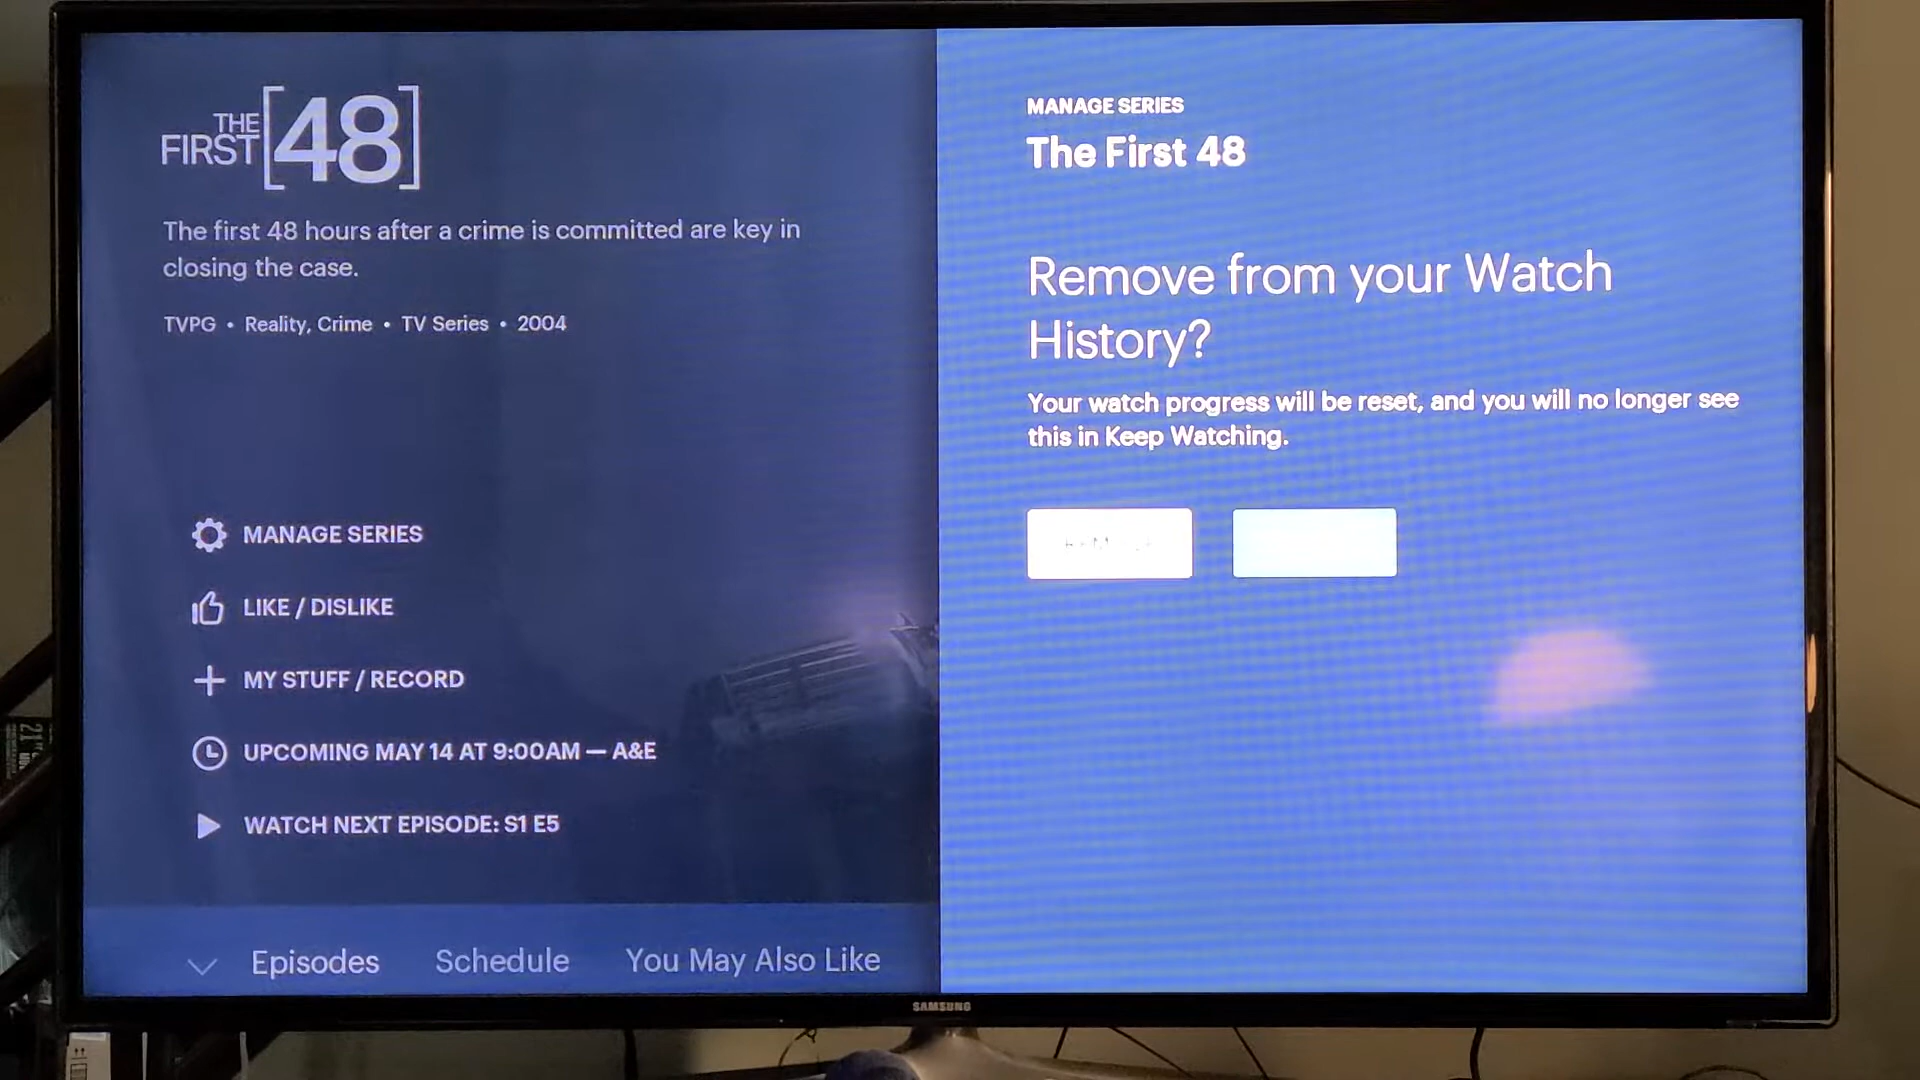 THE
FIRST [48]
The first 48 hours after a crime is committed are key in
closing the case.
TVPG • Reality, Crime • TV Series • 2004
MANAGE SERIES
LIKE / DISLIKE
MY STUFF / RECORD
UPCOMING MAY 14 AT 9:00AM — A&E
WATCH NEXT EPISODE: S1 E5
Episodes Schedule You May Also Like
MANAGE SERIES
The First 48
Remove from your Watch
History?
Your watch progress will be reset, and you will no longer see
this in Keep Watching.
SAMSUNG
21